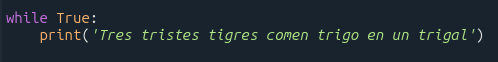 while True:
    print('Tres tristes tigres comen trigo en un trigal')